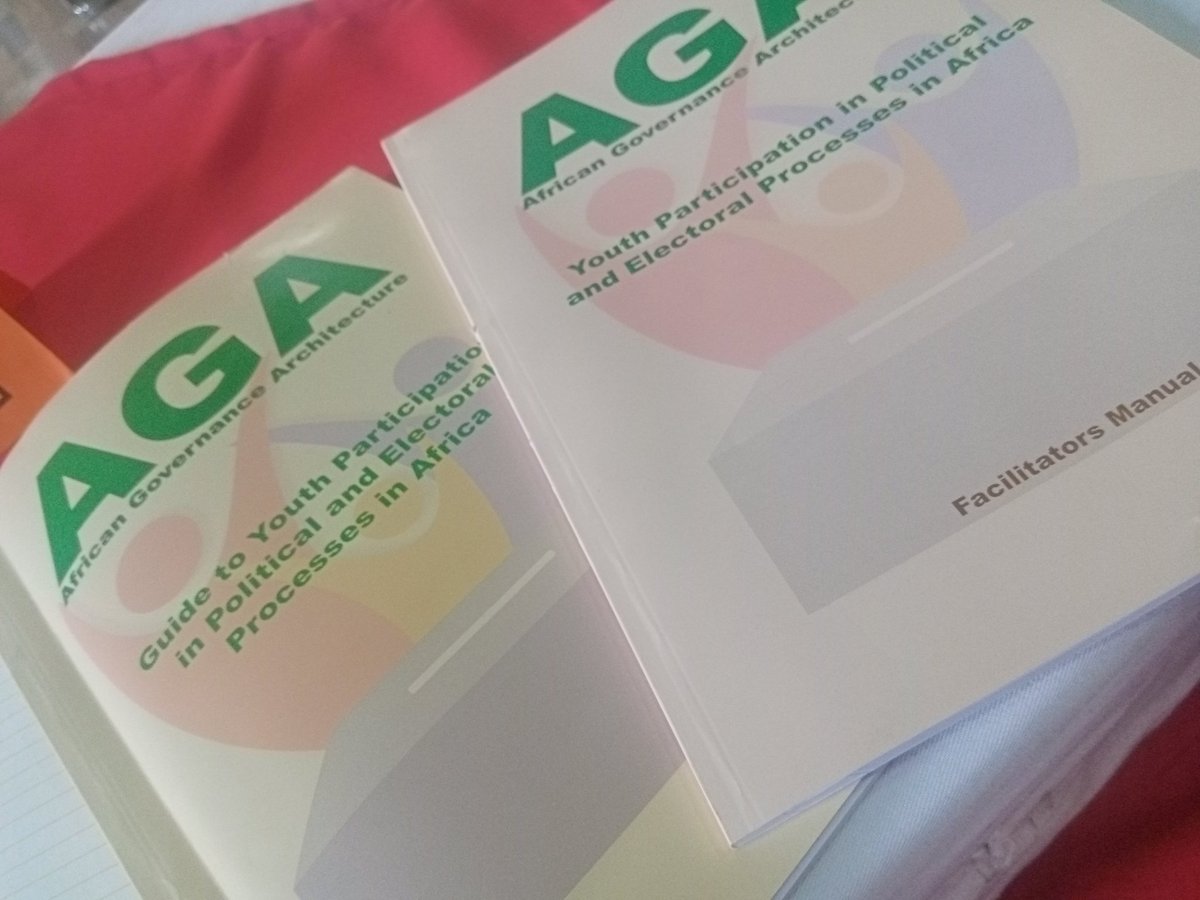 AGA
African Governance Architecture
Guide to Youth Participatio
in Political and Electoral
Processes in Africa
AGA
African Governance Architec
Youth Participation in Political
and Electoral Processes in Africa
Facilitators Manual